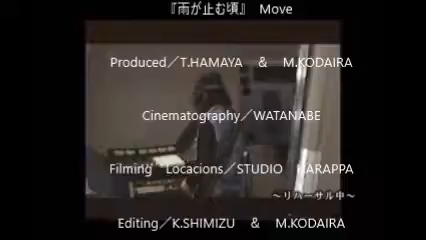 『雨が止む頃』 Move
Produced／T.HAMAYA & M.KODAIRA
Cinematography／WATANABE
Filming Locacions／STUDIO KARAPPA
～リハーサル中～
Editing／K.SHIMIZU & M.KODAIRA